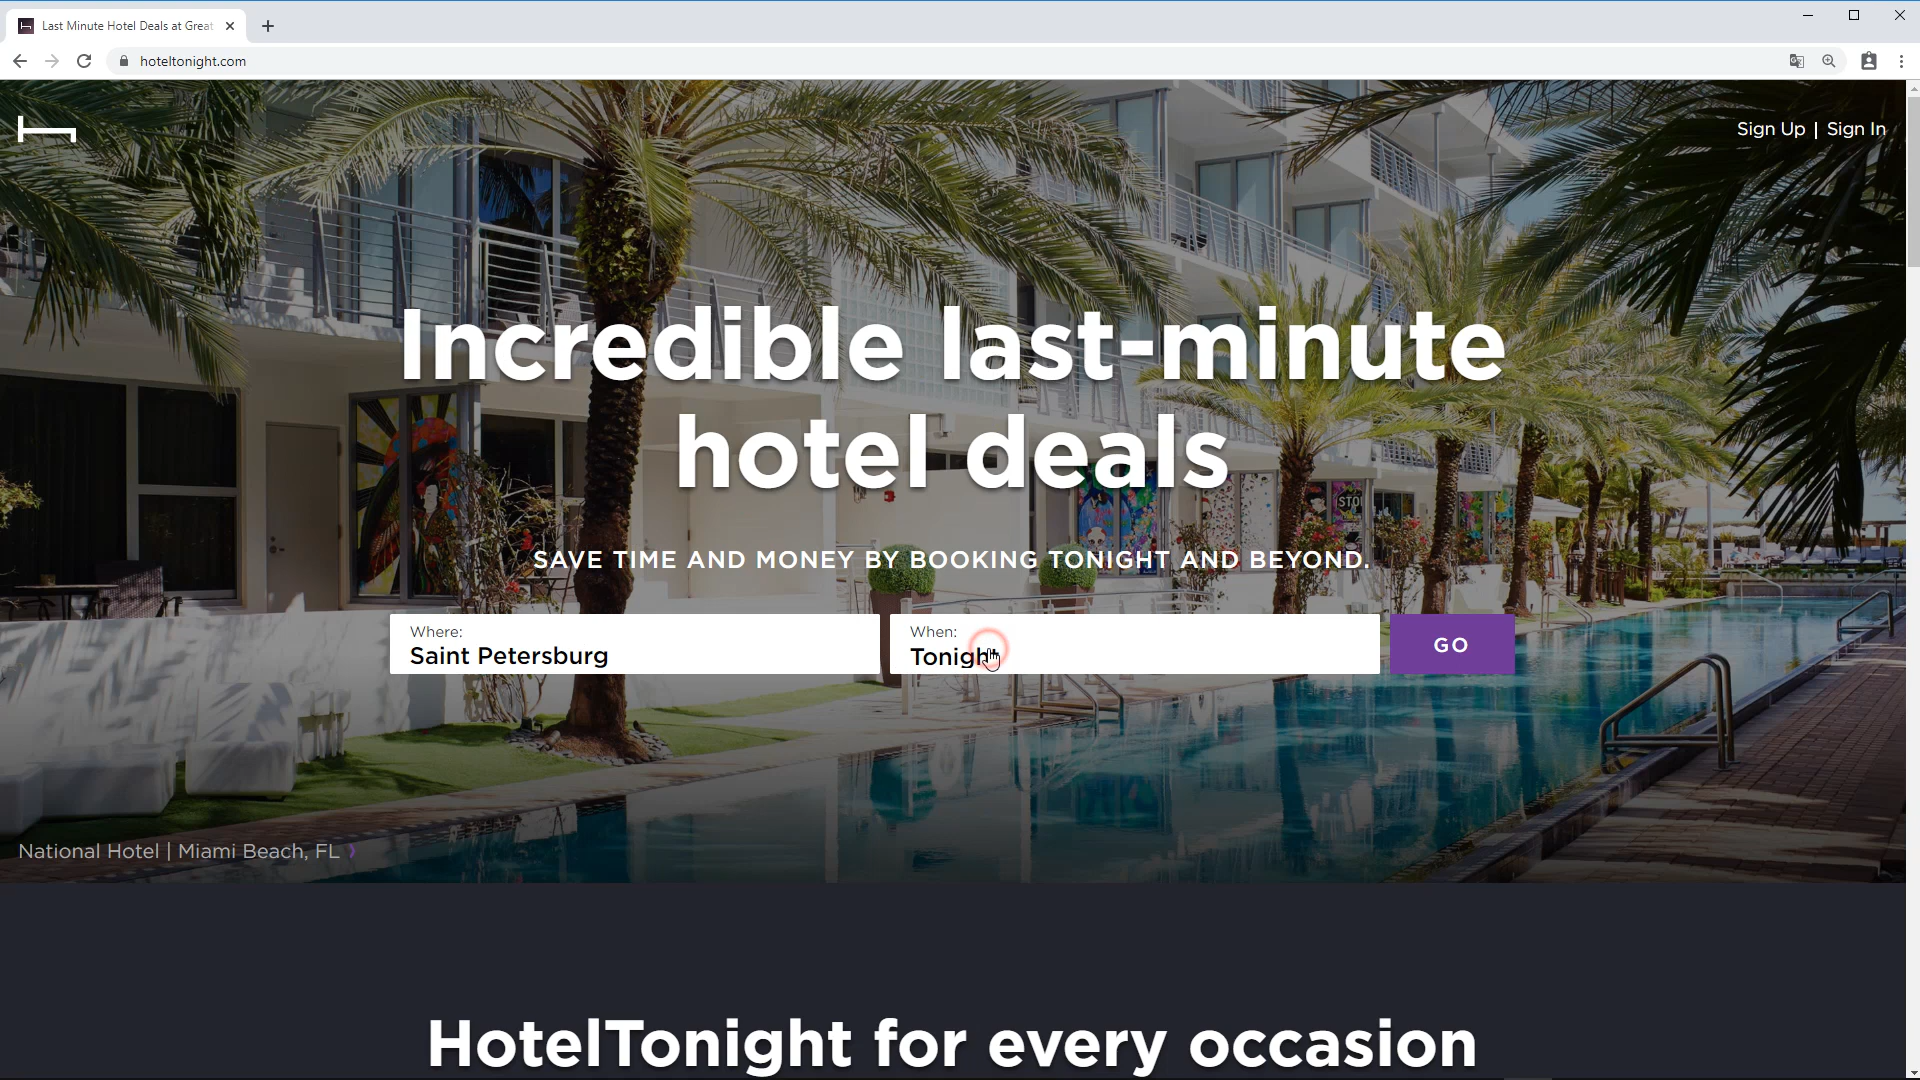 Last Minute Hotel Deals at Great
hoteltonight.com
Sign Up | Sign In
Incredible last-minute
hotel deals
SAVE TIME AND MONEY BY BOOKING TONIGHT AND BEYOND.
Where:
Saint Petersburg
When:
Tonight
GO
STOP
National Hotel | Miami Beach, FL
HotelTonight for every occasion